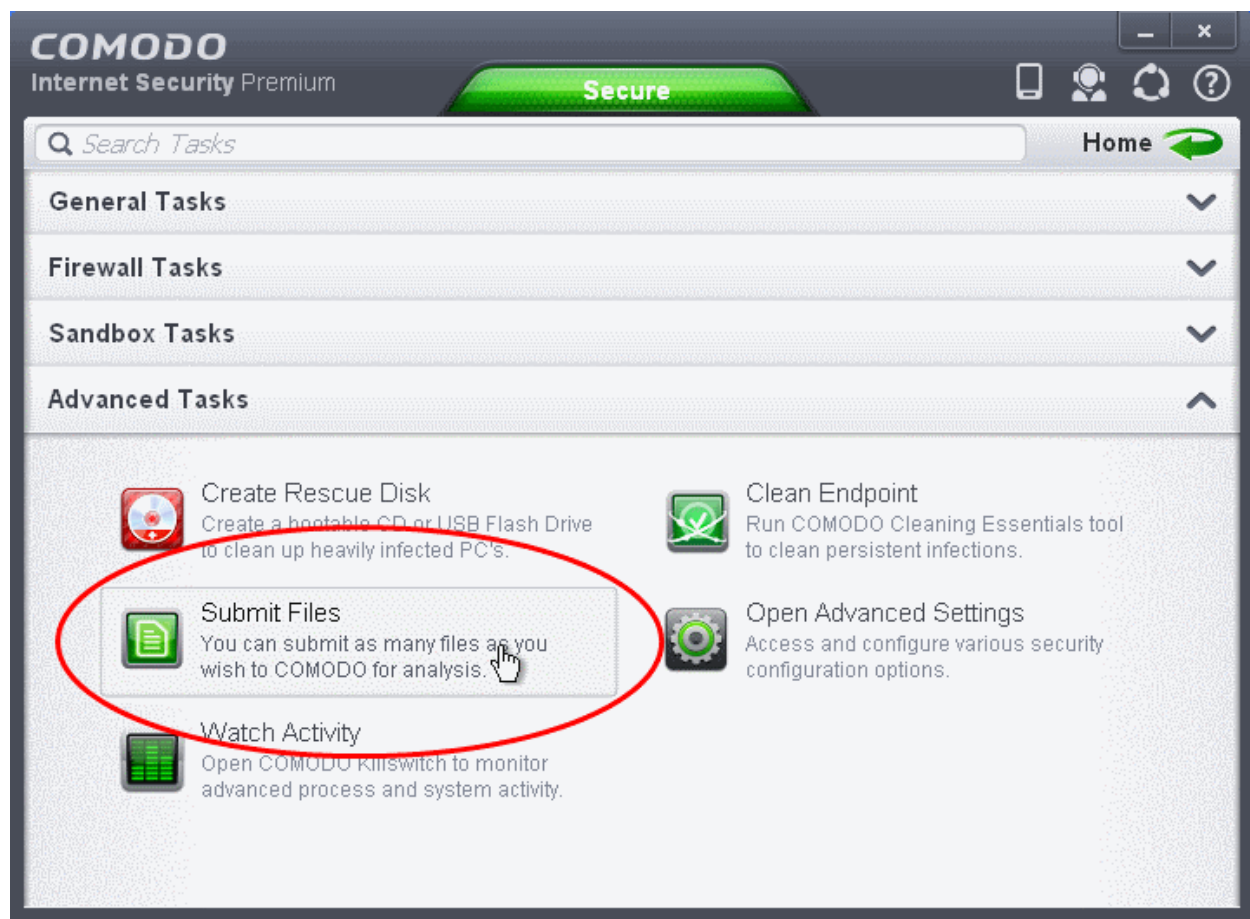 COMODO
Internet Security Premium
Secure
Search Tasks
Home
General Tasks
Firewall Tasks
Sandbox Tasks
Advanced Tasks
Create Rescue Disk
Create a bootable CD or USB Flash Drive
to clean up heavily infected PC's.
Clean Endpoint
Run COMODO Cleaning Essentials tool
to clean persistent infections.
Submit Files
You can submit as many files as you
wish to COMODO for analysis.
Open Advanced Settings
Access and configure various security
configuration options.
Watch Activity
Open COMODO Killswitch to monitor
advanced process and system activity.